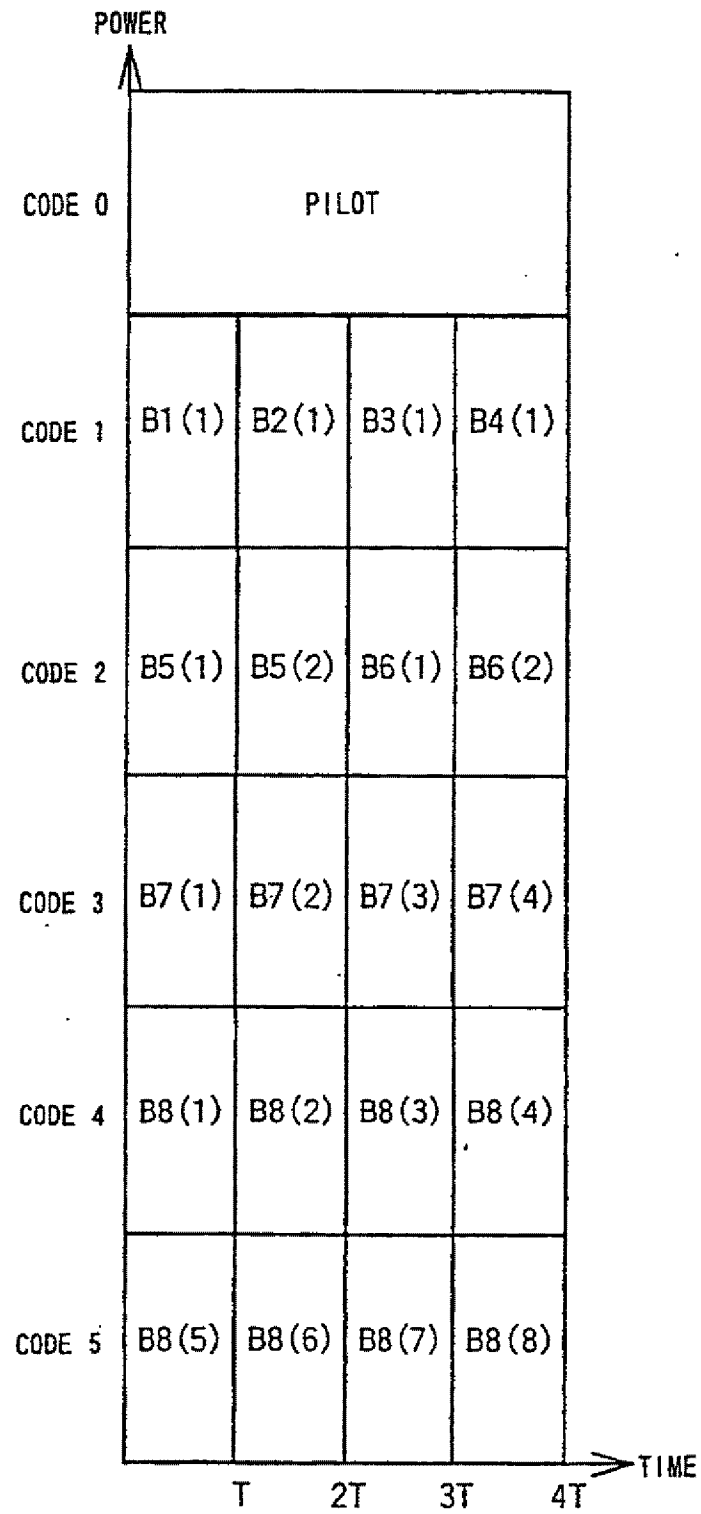 POWER
CODE 0 PILOT
CODE 1 B1(1) B2(1) B3(1) B4(1)
CODE 2 B5(1) B5(2) B6(1) B6(2)
CODE 3 B7(1) B7(2) B7(3) B7(4)
CODE 4 B8(1) B8(2) B8(3) B8(4)
CODE 5 B8(5) B8(6) B8(7) B8(8)
TIME
T 2T 3T 4T